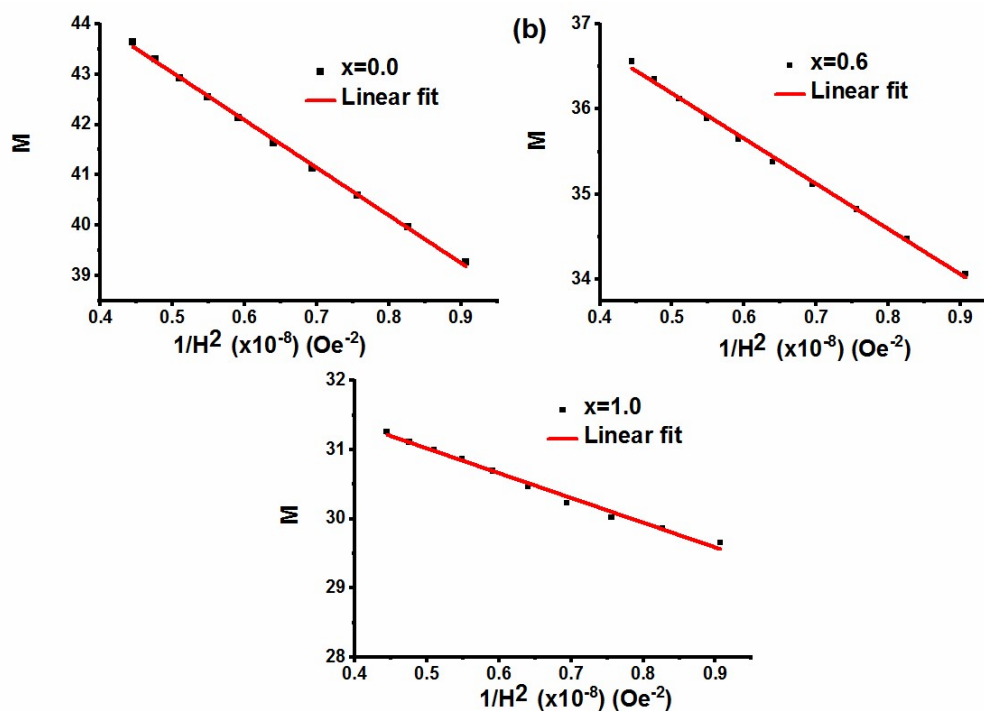 44
43
42
41
40
39
M
x=0.0
Linear fit
0.4 0.5 0.6 0.7 0.8 0.9
1/H² (x10⁻⁸) (Oe⁻²)
(b)
37
36
35
34
M
x=0.6
Linear fit
0.4 0.5 0.6 0.7 0.8 0.9
1/H² (x10⁻⁸) (Oe⁻²)
32
31
30
29
28
M
x=1.0
Linear fit
0.4 0.5 0.6 0.7 0.8 0.9
1/H² (x10⁻⁸) (Oe⁻²)